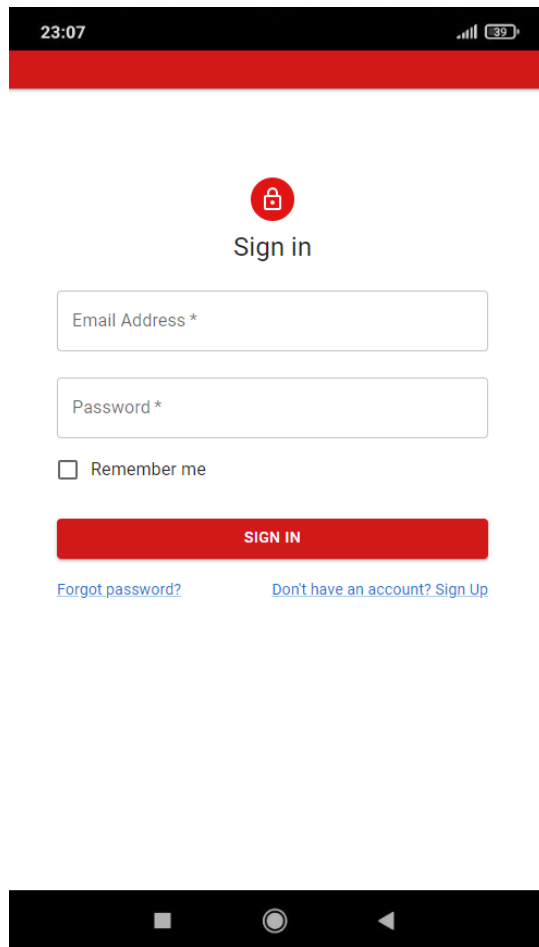 23:07 39
Sign in
Email Address *
Password *
Remember me
SIGN IN
Forgot password? Don't have an account? Sign Up